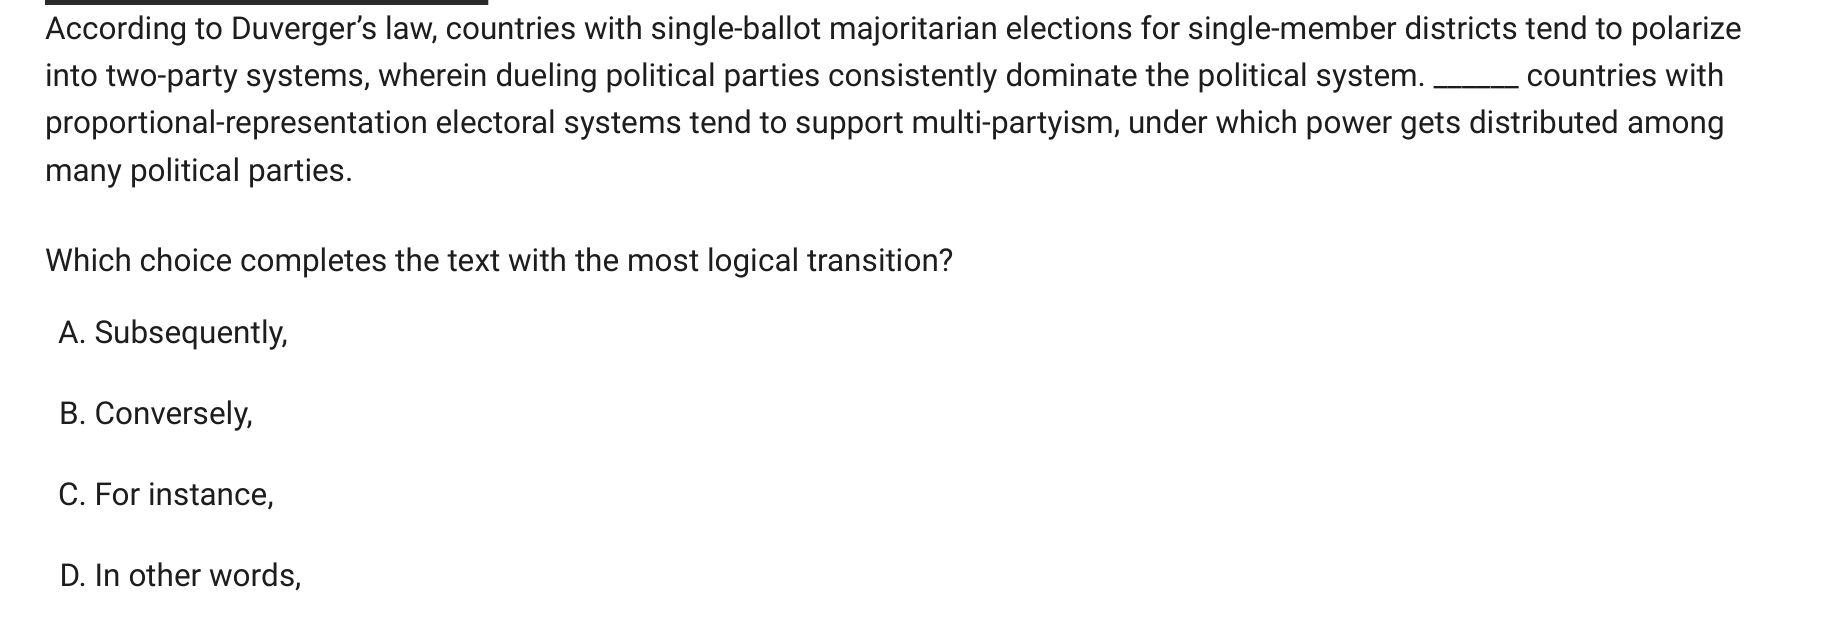 According to Duverger’s law, countries with single-ballot majoritarian elections for single-member districts tend to polarize
into two-party systems, wherein dueling political parties consistently dominate the political system. ______ countries with
proportional-representation electoral systems tend to support multi-partyism, under which power gets distributed among
many political parties.
Which choice completes the text with the most logical transition?
A. Subsequently,
B. Conversely,
C. For instance,
D. In other words,